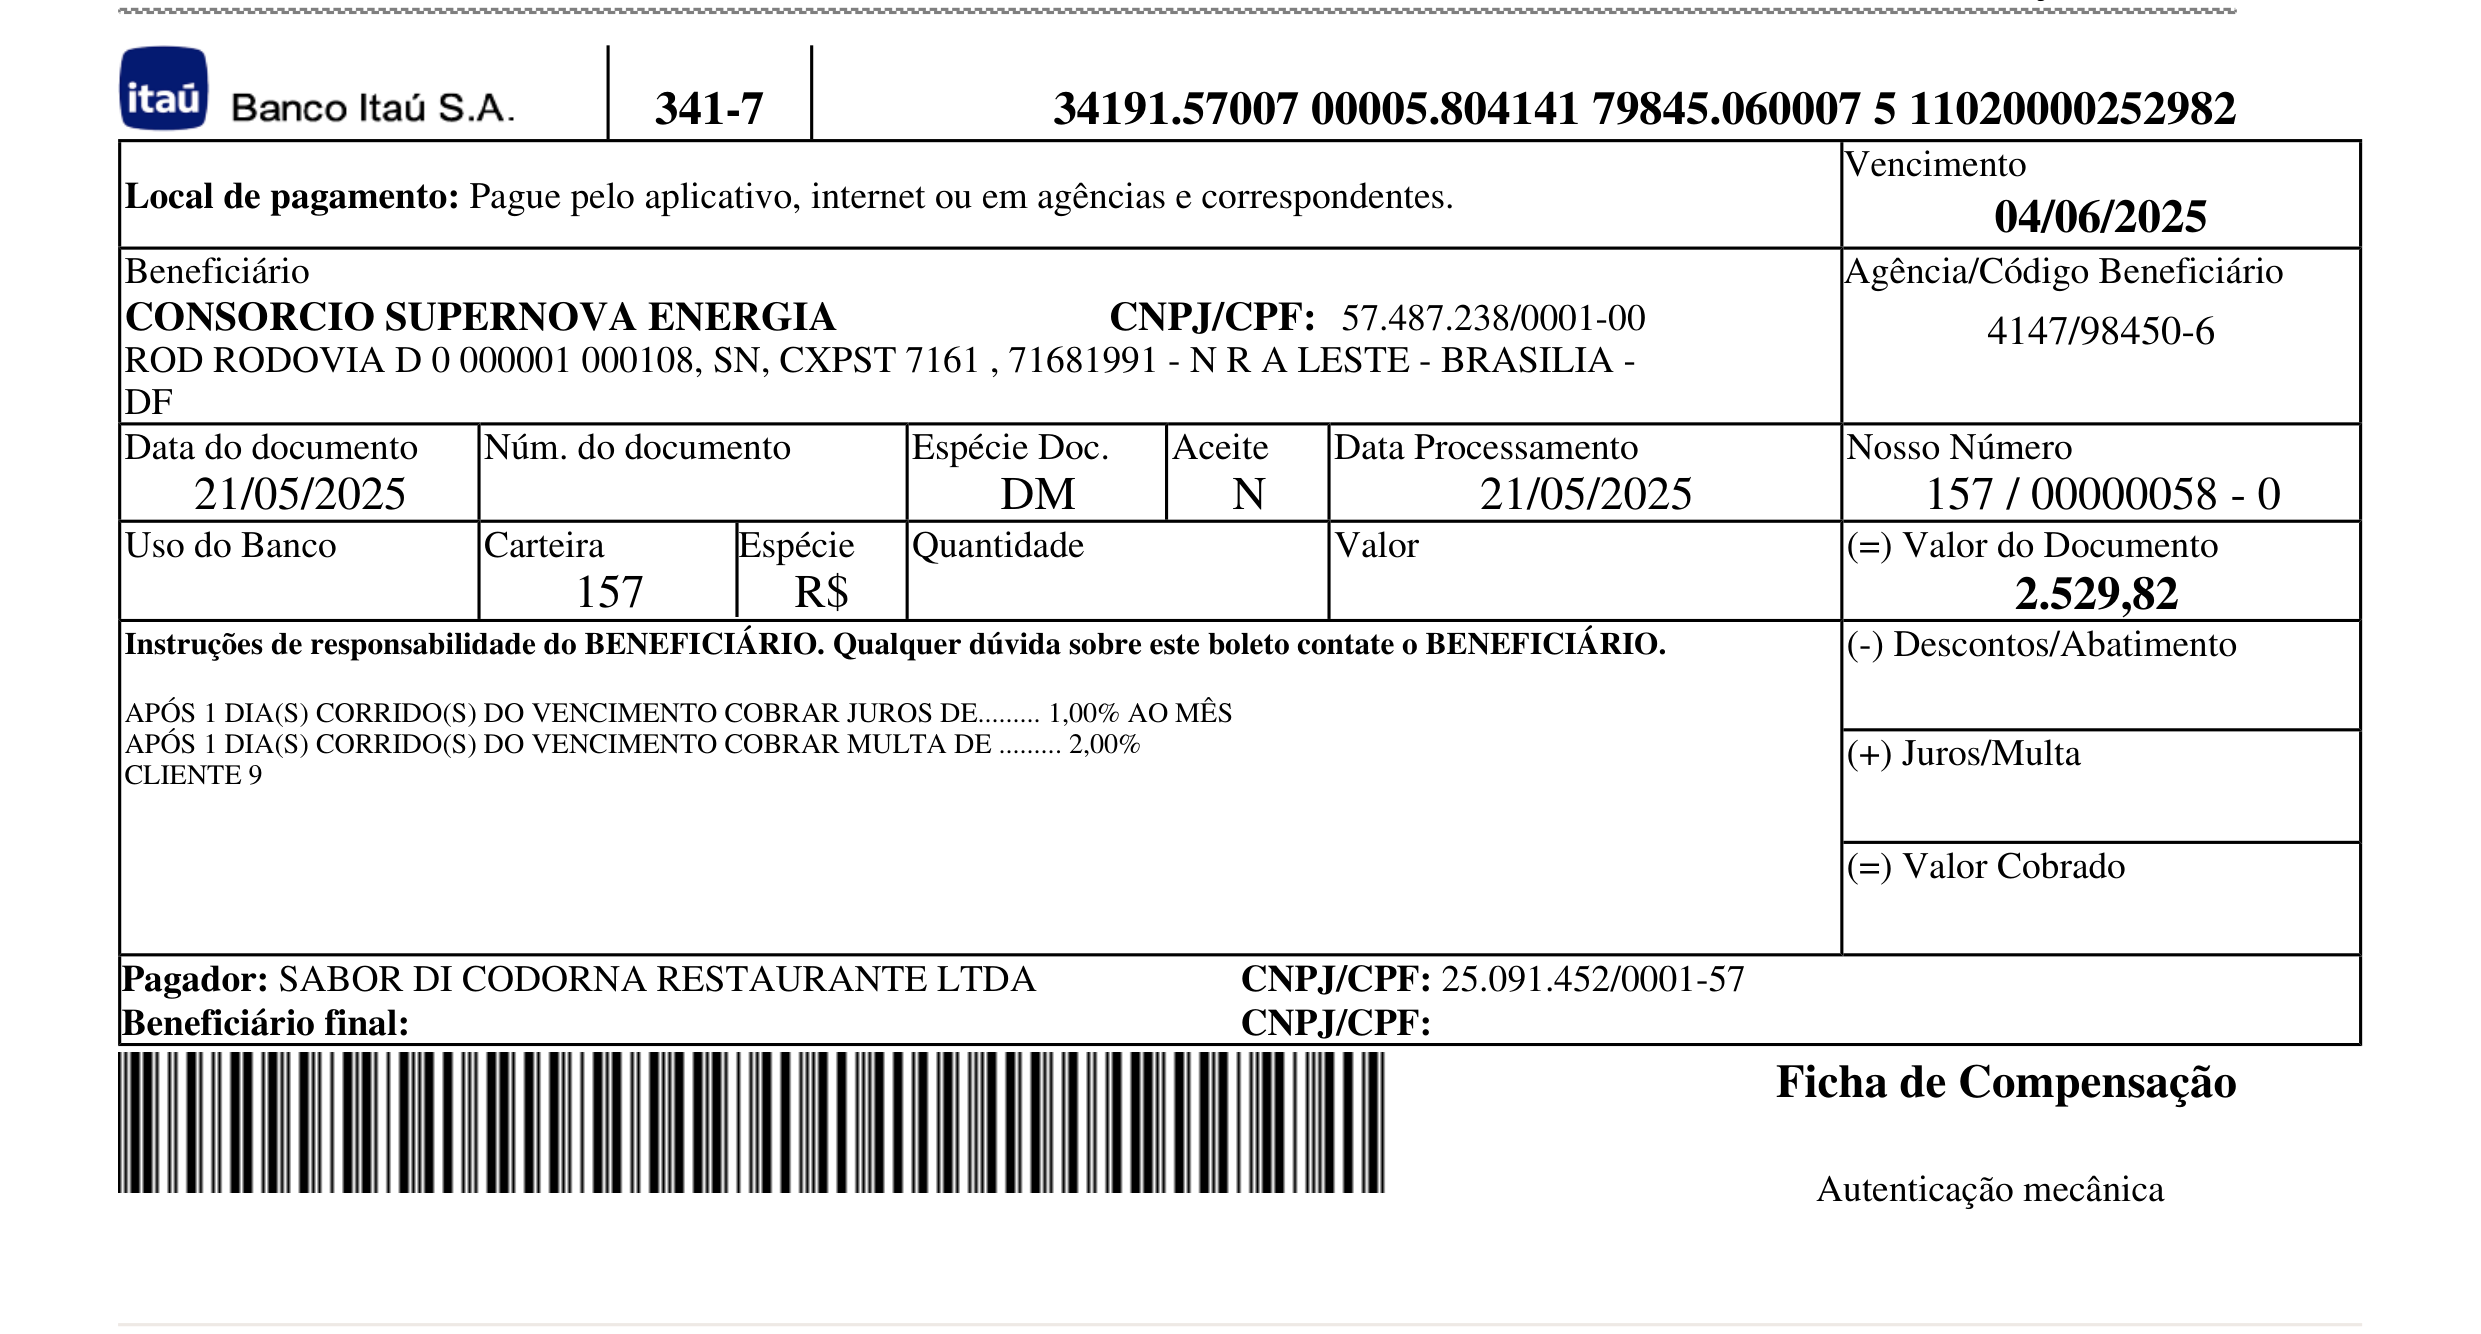 itaú Banco Itaú S.A. 341-7 34191.57007 00005.804141 79845.060007 5 11020000252982
Local de pagamento: Pague pelo aplicativo, internet ou em agências e correspondentes.
Vencimento
04/06/2025
Beneficiário
CONSORCIO SUPERNOVA ENERGIA CNPJ/CPF: 57.487.238/0001-00
ROD RODOVIA D 0 000001 000108, SN, CXPST 7161 , 71681991 - N R A LESTE - BRASILIA -
DF
Agência/Código Beneficiário
4147/98450-6
Data do documento
21/05/2025
Núm. do documento
Espécie Doc.
DM
Aceite
N
Data Processamento
21/05/2025
Nosso Número
157 / 00000058 - 0
Uso do Banco
Carteira
157
Espécie
R$
Quantidade
Valor
(=) Valor do Documento
2.529,82
Instruções de responsabilidade do BENEFICIÁRIO. Qualquer dúvida sobre este boleto contate o BENEFICIÁRIO.
APÓS 1 DIA(S) CORRIDO(S) DO VENCIMENTO COBRAR JUROS DE......... 1,00% AO MÊS
APÓS 1 DIA(S) CORRIDO(S) DO VENCIMENTO COBRAR MULTA DE ......... 2,00%
CLIENTE 9
(-) Descontos/Abatimento
(+) Juros/Multa
(=) Valor Cobrado
Pagador: SABOR DI CODORNA RESTAURANTE LTDA CNPJ/CPF: 25.091.452/0001-57
Beneficiário final: CNPJ/CPF:
Ficha de Compensação
Autenticação mecânica